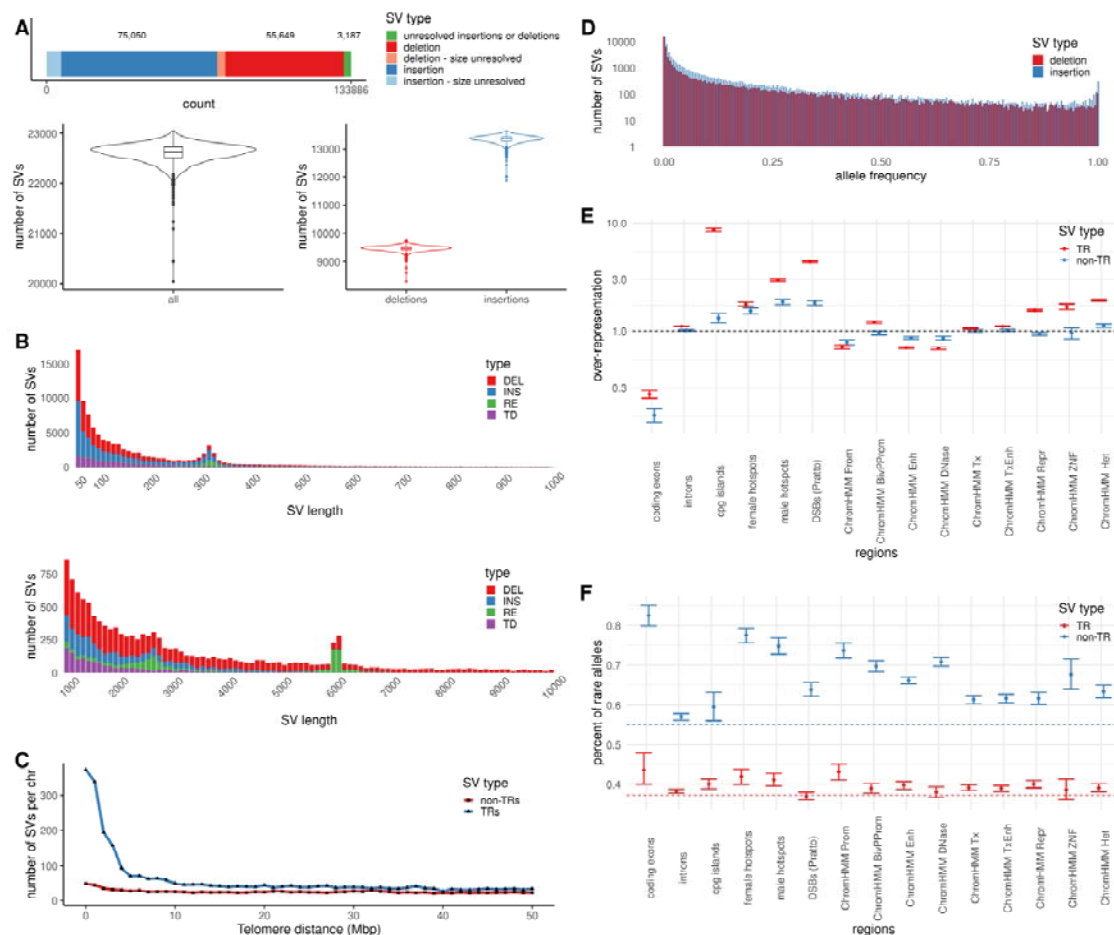 A
SV type
75,050
55,649
3,187
unresolved insertions or deletions
deletion
deletion - size unresolved
insertion
insertion - size unresolved
0
133886
count
number of SVs
23000
22000
21000
20000
all
number of SVs
13000
11000
9000
deletions
insertions
B
number of SVs
15000
10000
5000
0
type
DEL
INS
RE
TD
50
100
200
300
400
500
600
700
800
900
1000
SV length
number of SVs
750
500
250
0
type
DEL
INS
RE
TD
1000
2000
3000
4000
5000
6000
7000
8000
9000
10000
SV length
C
number of SVs per chr
300
200
100
0
SV type
non-TRs
TRs
0
10
20
30
40
50
Telomere distance (Mbp)
D
number of SVs
10000
1000
100
10
1
SV type
deletion
insertion
0.00
0.25
0.50
0.75
1.00
allele frequency
E
over-representation
10.0
3.0
1.0
0.3
SV type
TR
non-TR
coding exons
introns
cpg islands
female hotspots
male hotspots
DSBs (Pratto)
ChromHMM Prom
ChromHMM BivPProm
ChromHMM Enh
ChromHMM DNase
ChromHMM Tx
ChromHMM TxEnh
ChromHMM Repr
ChromHMM ZNF
ChromHMM Het
regions
F
percent of rare alleles
0.8
0.7
0.6
0.5
0.4
SV type
TR
non-TR
coding exons
introns
cpg islands
female hotspots
male hotspots
DSBs (Pratto)
ChromHMM Prom
ChromHMM BivPProm
ChromHMM Enh
ChromHMM DNase
ChromHMM Tx
ChromHMM TxEnh
ChromHMM Repr
ChromHMM ZNF
ChromHMM Het
regions